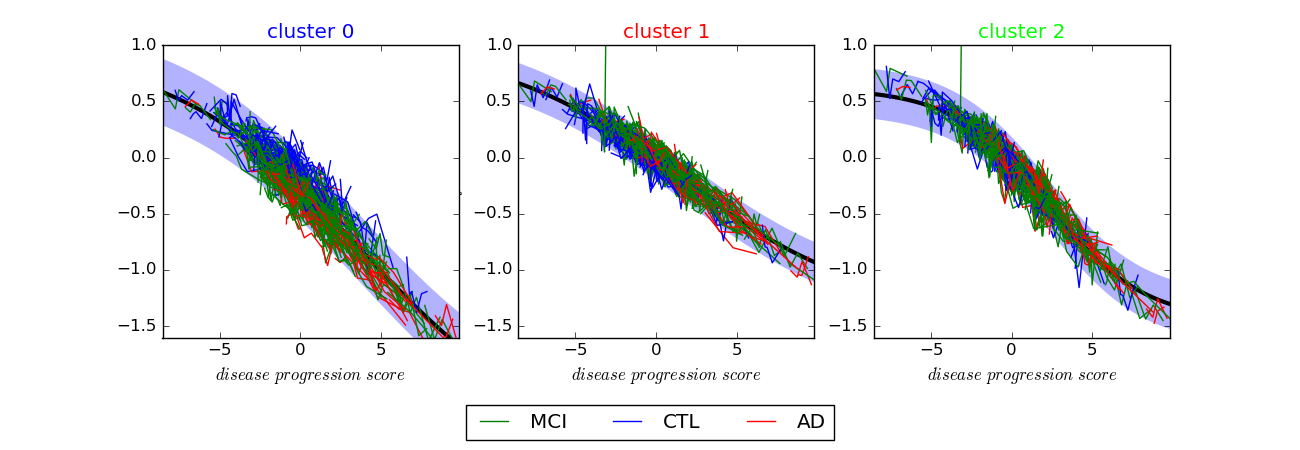 cluster 0 cluster 1 cluster 2
1.0 1.0 1.0
0.5 0.5 0.5
0.0 0.0 0.0
−0.5 −0.5 −0.5
−1.0 −1.0 −1.0
−1.5 −1.5 −1.5
−5 0 5 −5 0 5 −5 0 5
disease progression score disease progression score disease progression score
MCI CTL AD